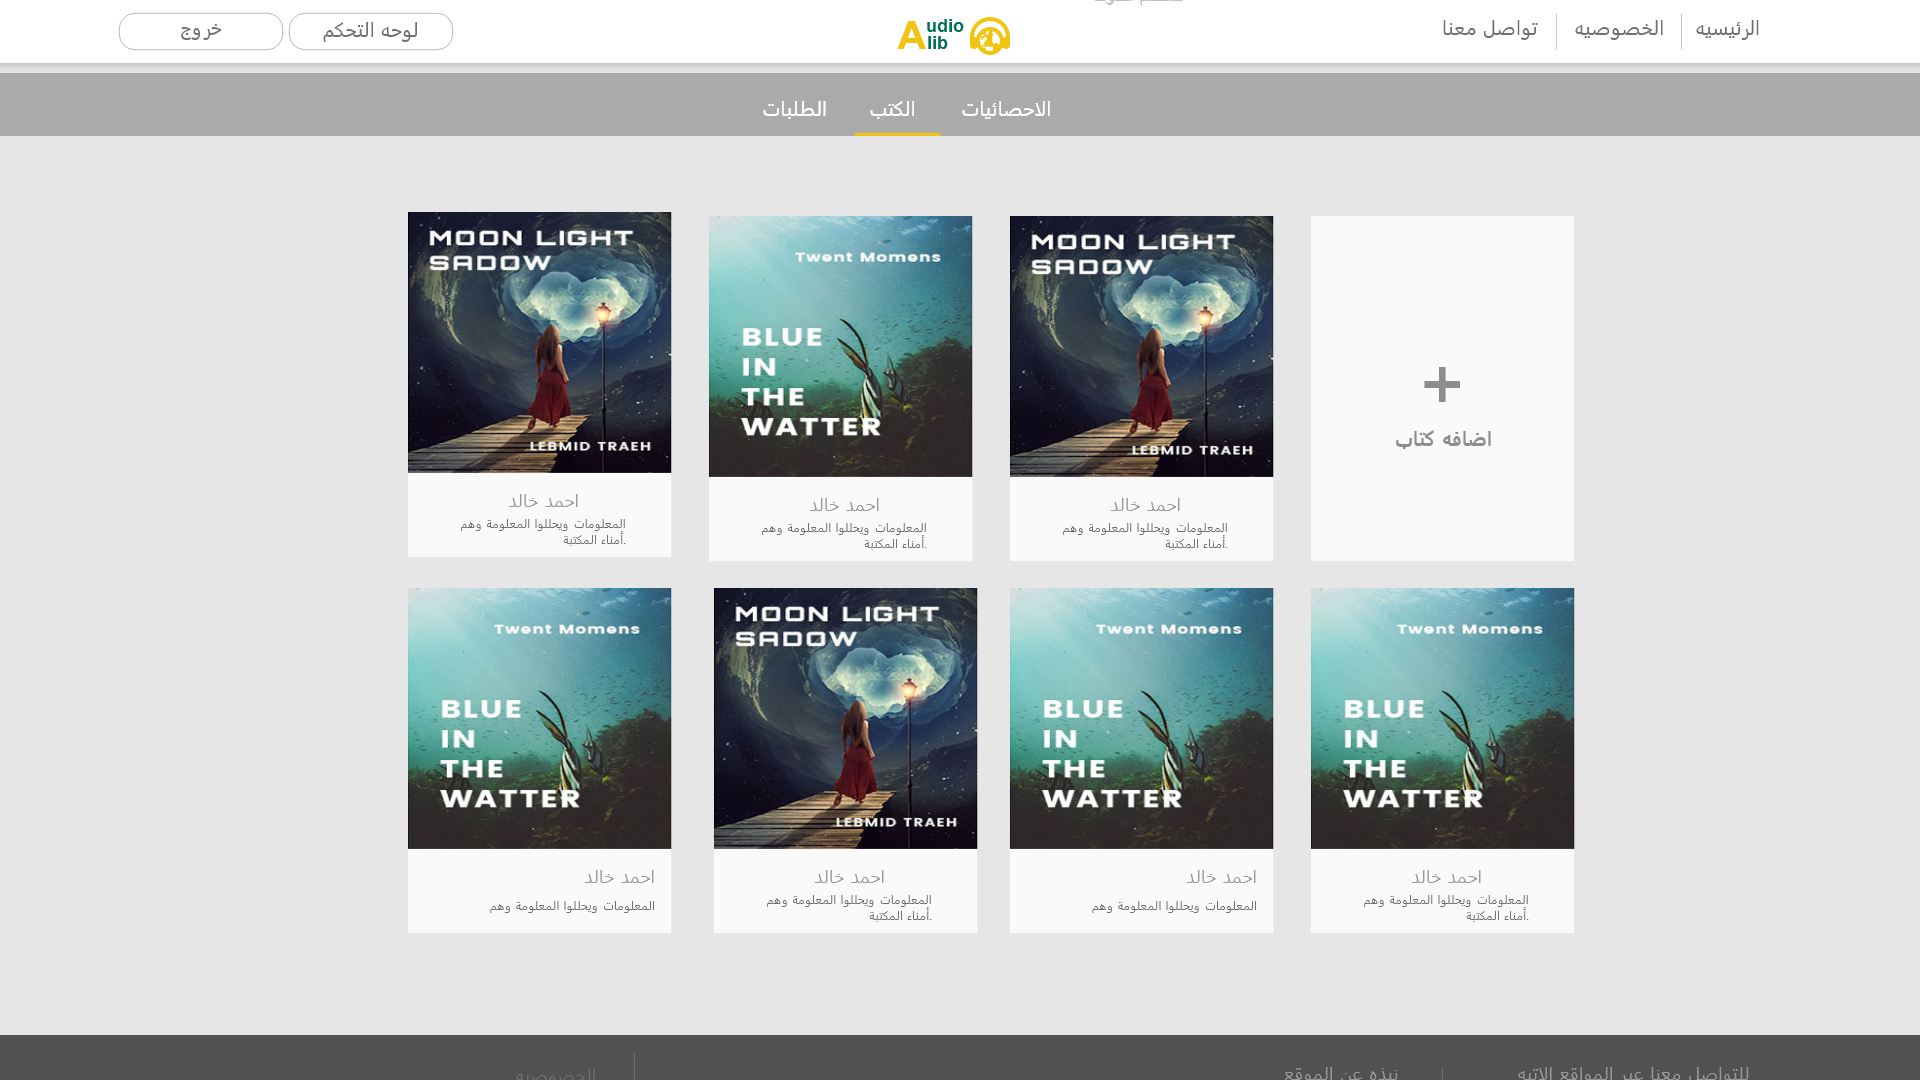 الرئيسيه
الخصوصيه
تواصل معنا
Audio
lib
لوحه التحكم
خروج
الاحصائيات
الكتب
الطلبات
اضافه كتاب
+
MOON LIGHT
SADOW
LEBMID TRAEH
احمد خالد
المعلومات ويحللوا المعلومة وهم
أمناء المكتبة.
Twent Momens
BLUE
IN
THE
WATTER
احمد خالد
المعلومات ويحللوا المعلومة وهم
أمناء المكتبة.
MOON LIGHT
SADOW
LEBMID TRAEH
احمد خالد
المعلومات ويحللوا المعلومة وهم
أمناء المكتبة.
Twent Momens
BLUE
IN
THE
WATTER
احمد خالد
المعلومات ويحللوا المعلومة وهم
أمناء المكتبة.
Twent Momens
BLUE
IN
THE
WATTER
احمد خالد
المعلومات ويحللوا المعلومة وهم
MOON LIGHT
SADOW
LEBMID TRAEH
احمد خالد
المعلومات ويحللوا المعلومة وهم
أمناء المكتبة.
Twent Momens
BLUE
IN
THE
WATTER
احمد خالد
المعلومات ويحللوا المعلومة وهم
للتواصل معنا عبر المواقع الاتيه
نبذه عن الموقع
الخصوصيه